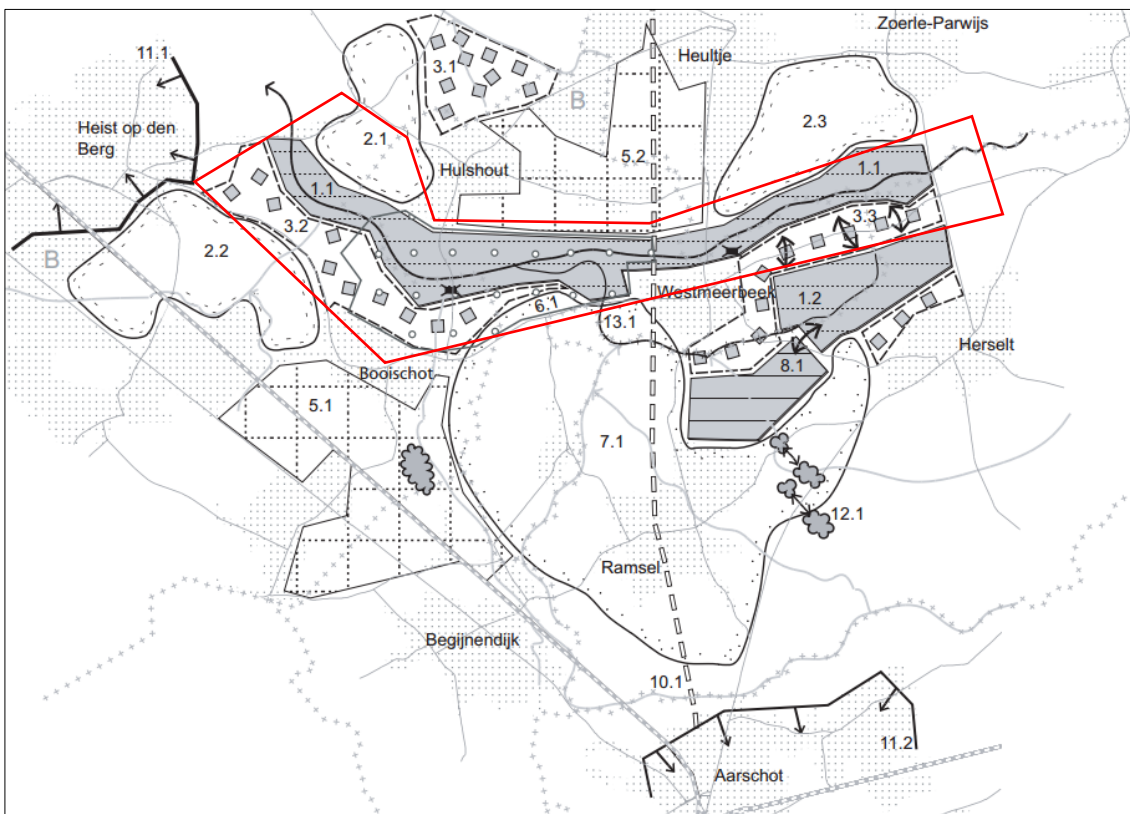 Zoerle-Parwijs
11.1
3.1
Heultje
B
Heist op den
Berg
2.1
2.3
5.2
Hulshout
1.1
1.1
3.2
3.3
2.2
B
Westmeerbeek
6.1
1.2
13.1
Herselt
Booischot
8.1
5.1
7.1
12.1
Ramsel
Begijnendijk
10.1
11.2
Aarschot